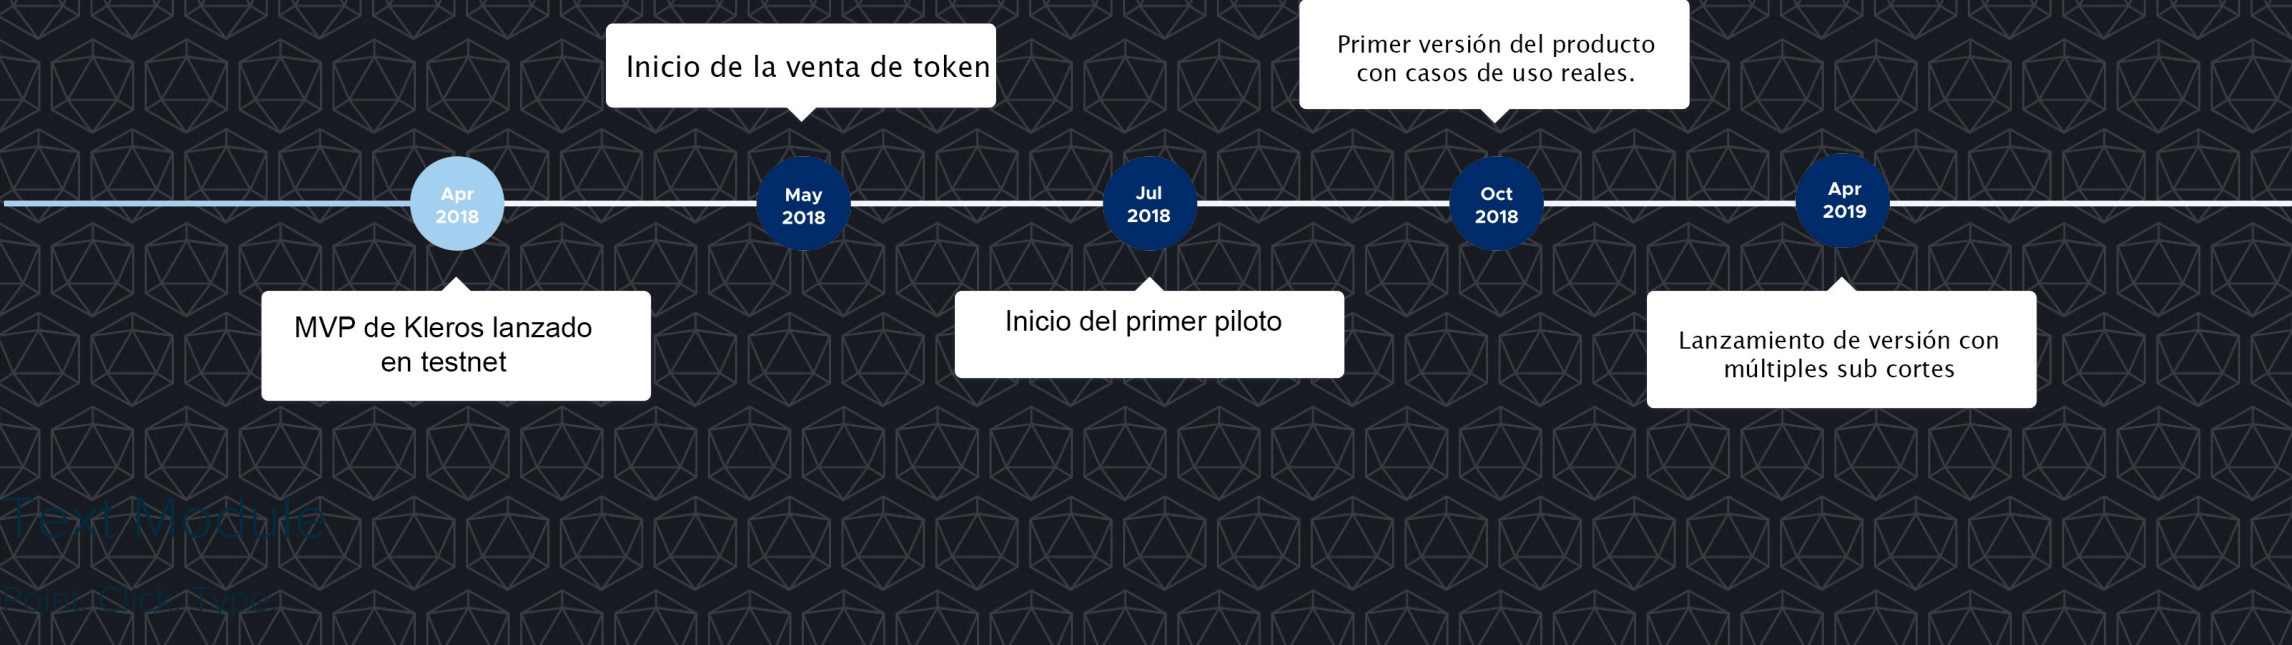 Inicio de la venta de token
Primer versión del producto
con casos de uso reales.
Apr
2018
May
2018
Jul
2018
Oct
2018
Apr
2019
MVP de Kleros lanzado
en testnet
Inicio del primer piloto
Lanzamiento de versión con
múltiples sub cortes
Text Module
Point. Click. Type.